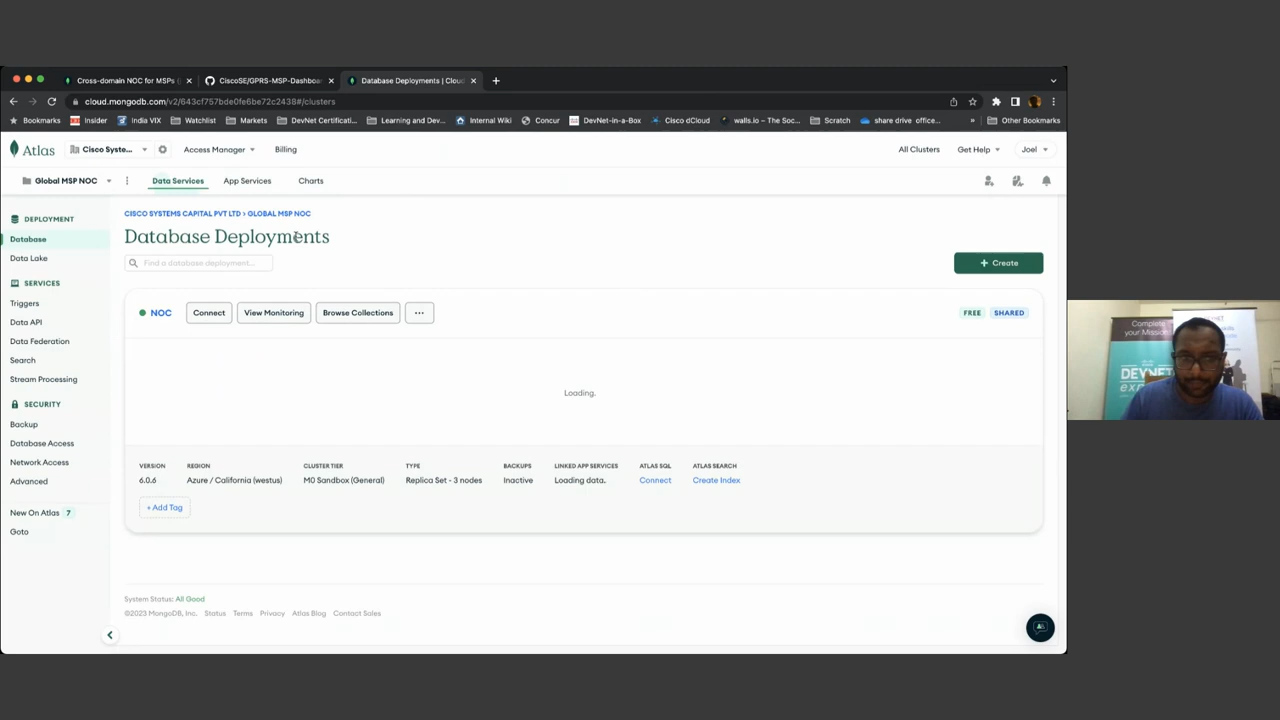 Cross-domain NOC for MSPs
CiscoSE/GPRS-MSP-Dashboa
Database Deployments | Clou
cloud.mongodb.com/v2/643cf757bde0fe6be72c2438#/clusters
Bookmarks Insider India VIX Watchlist Markets DevNet Certificati... Learning and Dev... Internal Wiki Concur DevNet-in-a-Box Cisco dCloud walls.io – The Soc... Scratch share drive office... » Other Bookmarks
Atlas Cisco Syste... Access Manager Billing All Clusters Get Help Joel
Global MSP NOC Data Services App Services Charts
DEPLOYMENT
Database
Data Lake
SERVICES
Triggers
Data API
Data Federation
Search
Stream Processing
SECURITY
Backup
Database Access
Network Access
Advanced
New On Atlas 7
Goto
CISCO SYSTEMS CAPITAL PVT LTD > GLOBAL MSP NOC
Database Deployments
Find a database deployment...
+ Create
NOC Connect View Monitoring Browse Collections ... FREE SHARED
Loading.
VERSION REGION CLUSTER TIER TYPE BACKUPS LINKED APP SERVICES ATLAS SQL ATLAS SEARCH
6.0.6 Azure / California (westus) M0 Sandbox (General) Replica Set - 3 nodes Inactive Loading data. Connect Create Index
+ Add Tag
System Status: All Good
©2023 MongoDB, Inc. Status Terms Privacy Atlas Blog Contact Sales
Complete
your Mission
DEVNET